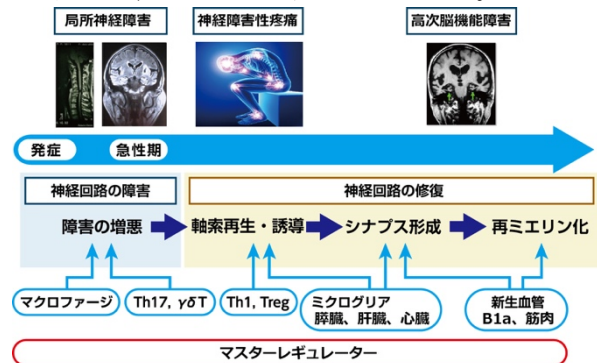 局所神経障害
神経障害性疼痛
高次脳機能障害
発症
急性期
神経回路の障害
神経回路の修復
障害の増悪
軸索再生・誘導
シナプス形成
再ミエリン化
マクロファージ
Th17, γδT
Th1, Treg
ミクログリア
膵臓、肝臓、心臓
新生血管
B1a、筋肉
マスターレギュレーター